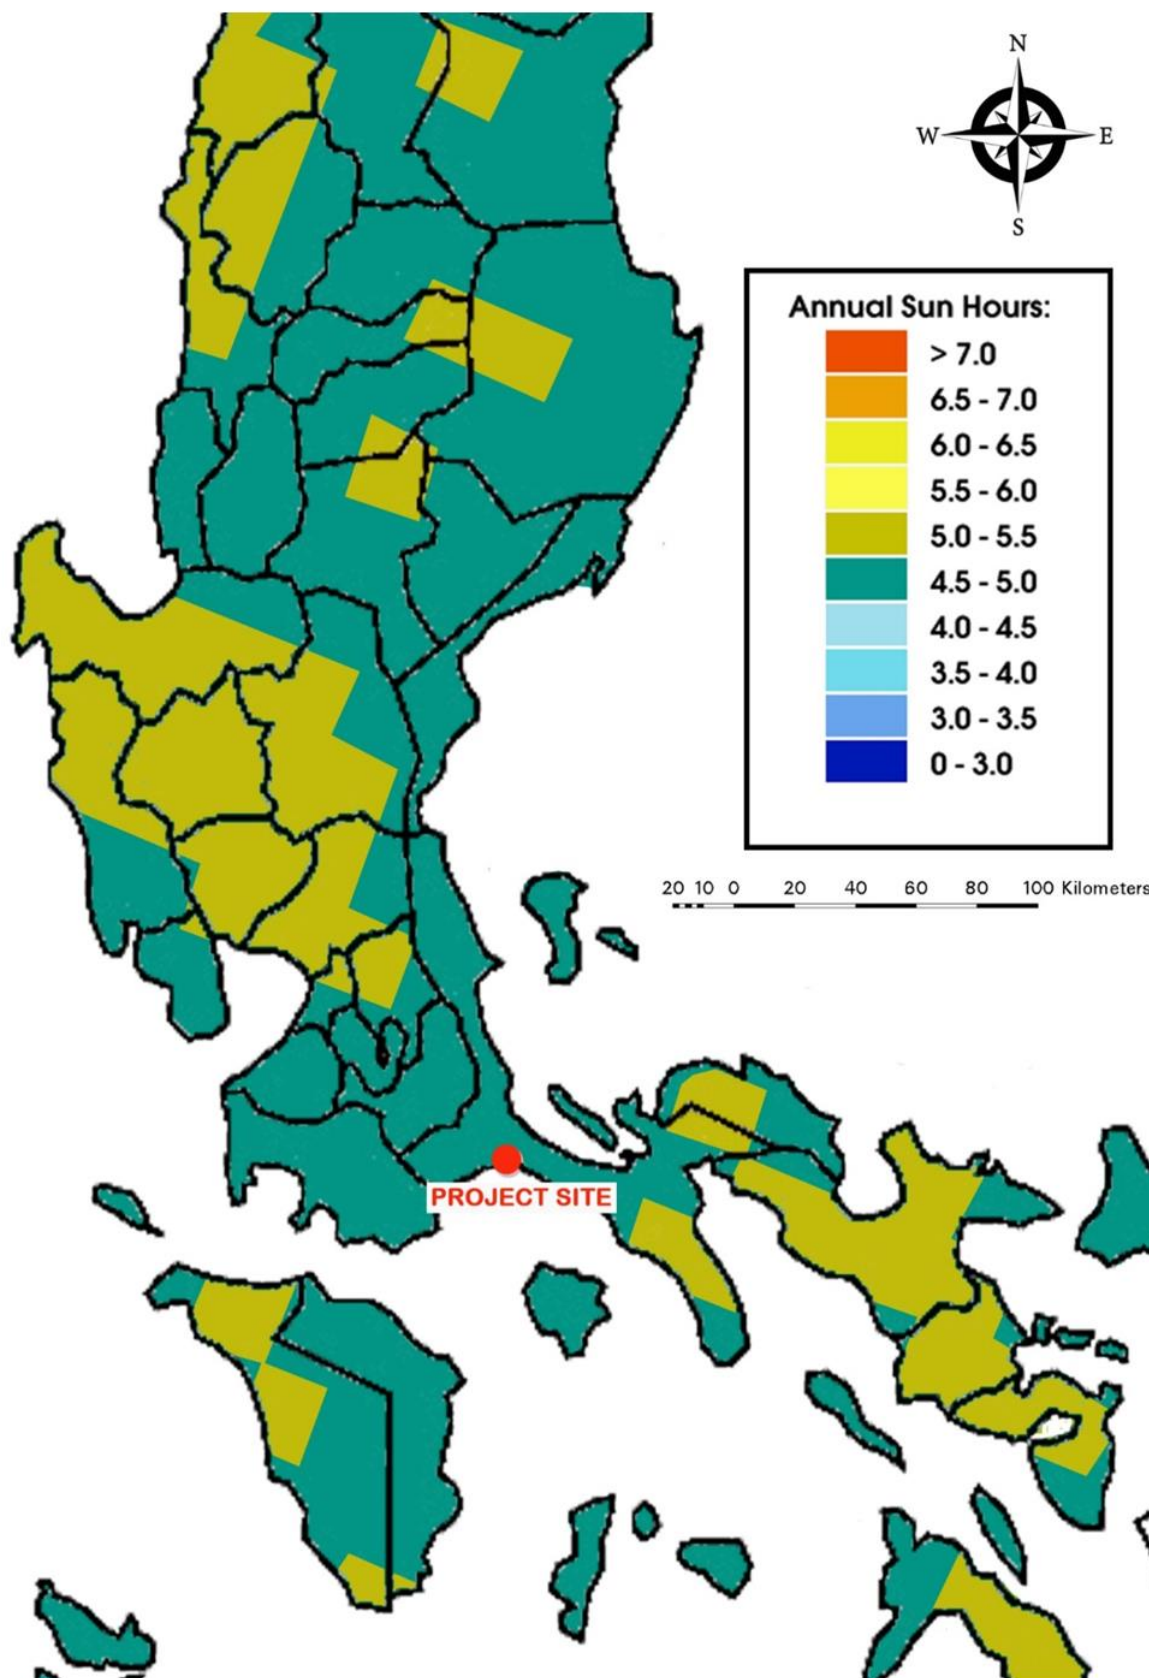 N
W E
S
Annual Sun Hours:
> 7.0
6.5 - 7.0
6.0 - 6.5
5.5 - 6.0
5.0 - 5.5
4.5 - 5.0
4.0 - 4.5
3.5 - 4.0
3.0 - 3.5
0 - 3.0
20 10 0 20 40 60 80 100 Kilometers
PROJECT SITE